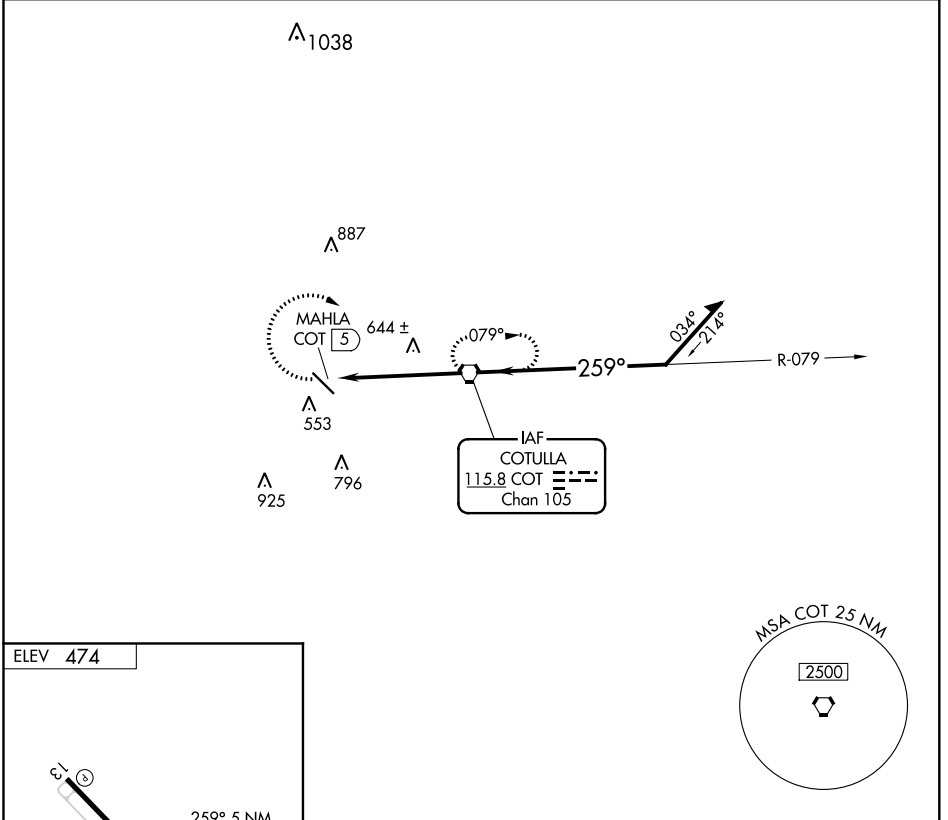 1038
887
MAHLA
COT 5
644 ±
079°
034°
214°
259°
R-079
553
IAF
COTULLA
115.8 COT
Chan 105
796
925
MSA COT 25 NM
2500
ELEV 474
13
P
259° 5 NM